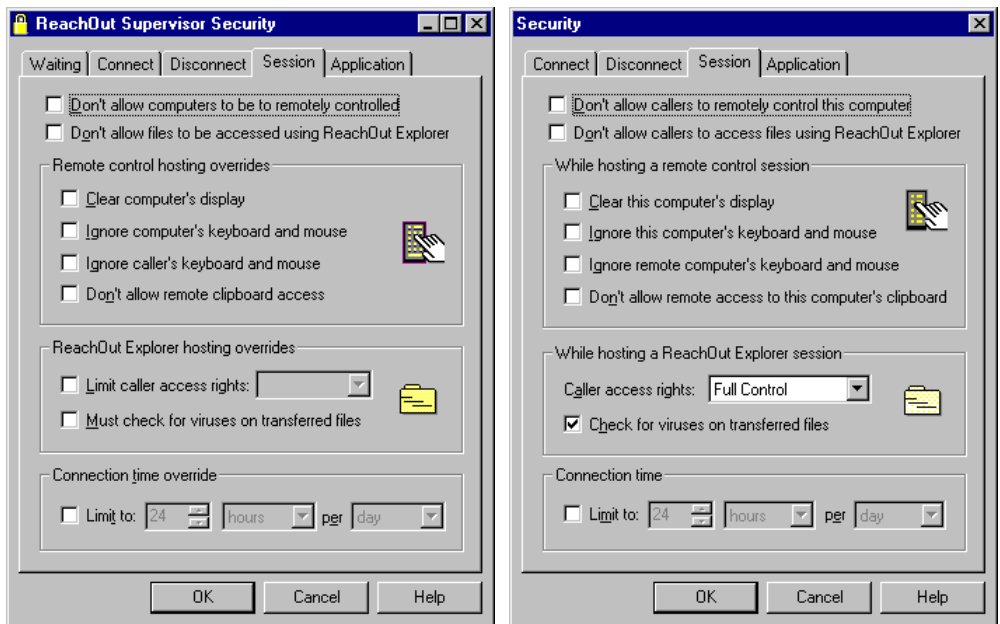 ReachOut Supervisor Security
Waiting Connect Disconnect Session Application
Don't allow computers to be to remotely controlled
Don't allow files to be accessed using ReachOut Explorer
Remote control hosting overrides
Clear computer's display
Ignore computer's keyboard and mouse
Ignore caller's keyboard and mouse
Don't allow remote clipboard access
ReachOut Explorer hosting overrides
Limit caller access rights:
Must check for viruses on transferred files
Connection time override
Limit to: 24 hours per day
OK Cancel Help
Security
Connect Disconnect Session Application
Don't allow callers to remotely control this computer
Don't allow callers to access files using ReachOut Explorer
While hosting a remote control session
Clear this computer's display
Ignore this computer's keyboard and mouse
Ignore remote computer's keyboard and mouse
Don't allow remote access to this computer's clipboard
While hosting a ReachOut Explorer session
Caller access rights: Full Control
Check for viruses on transferred files
Connection time
Limit to: 24 hours per day
OK Cancel Help